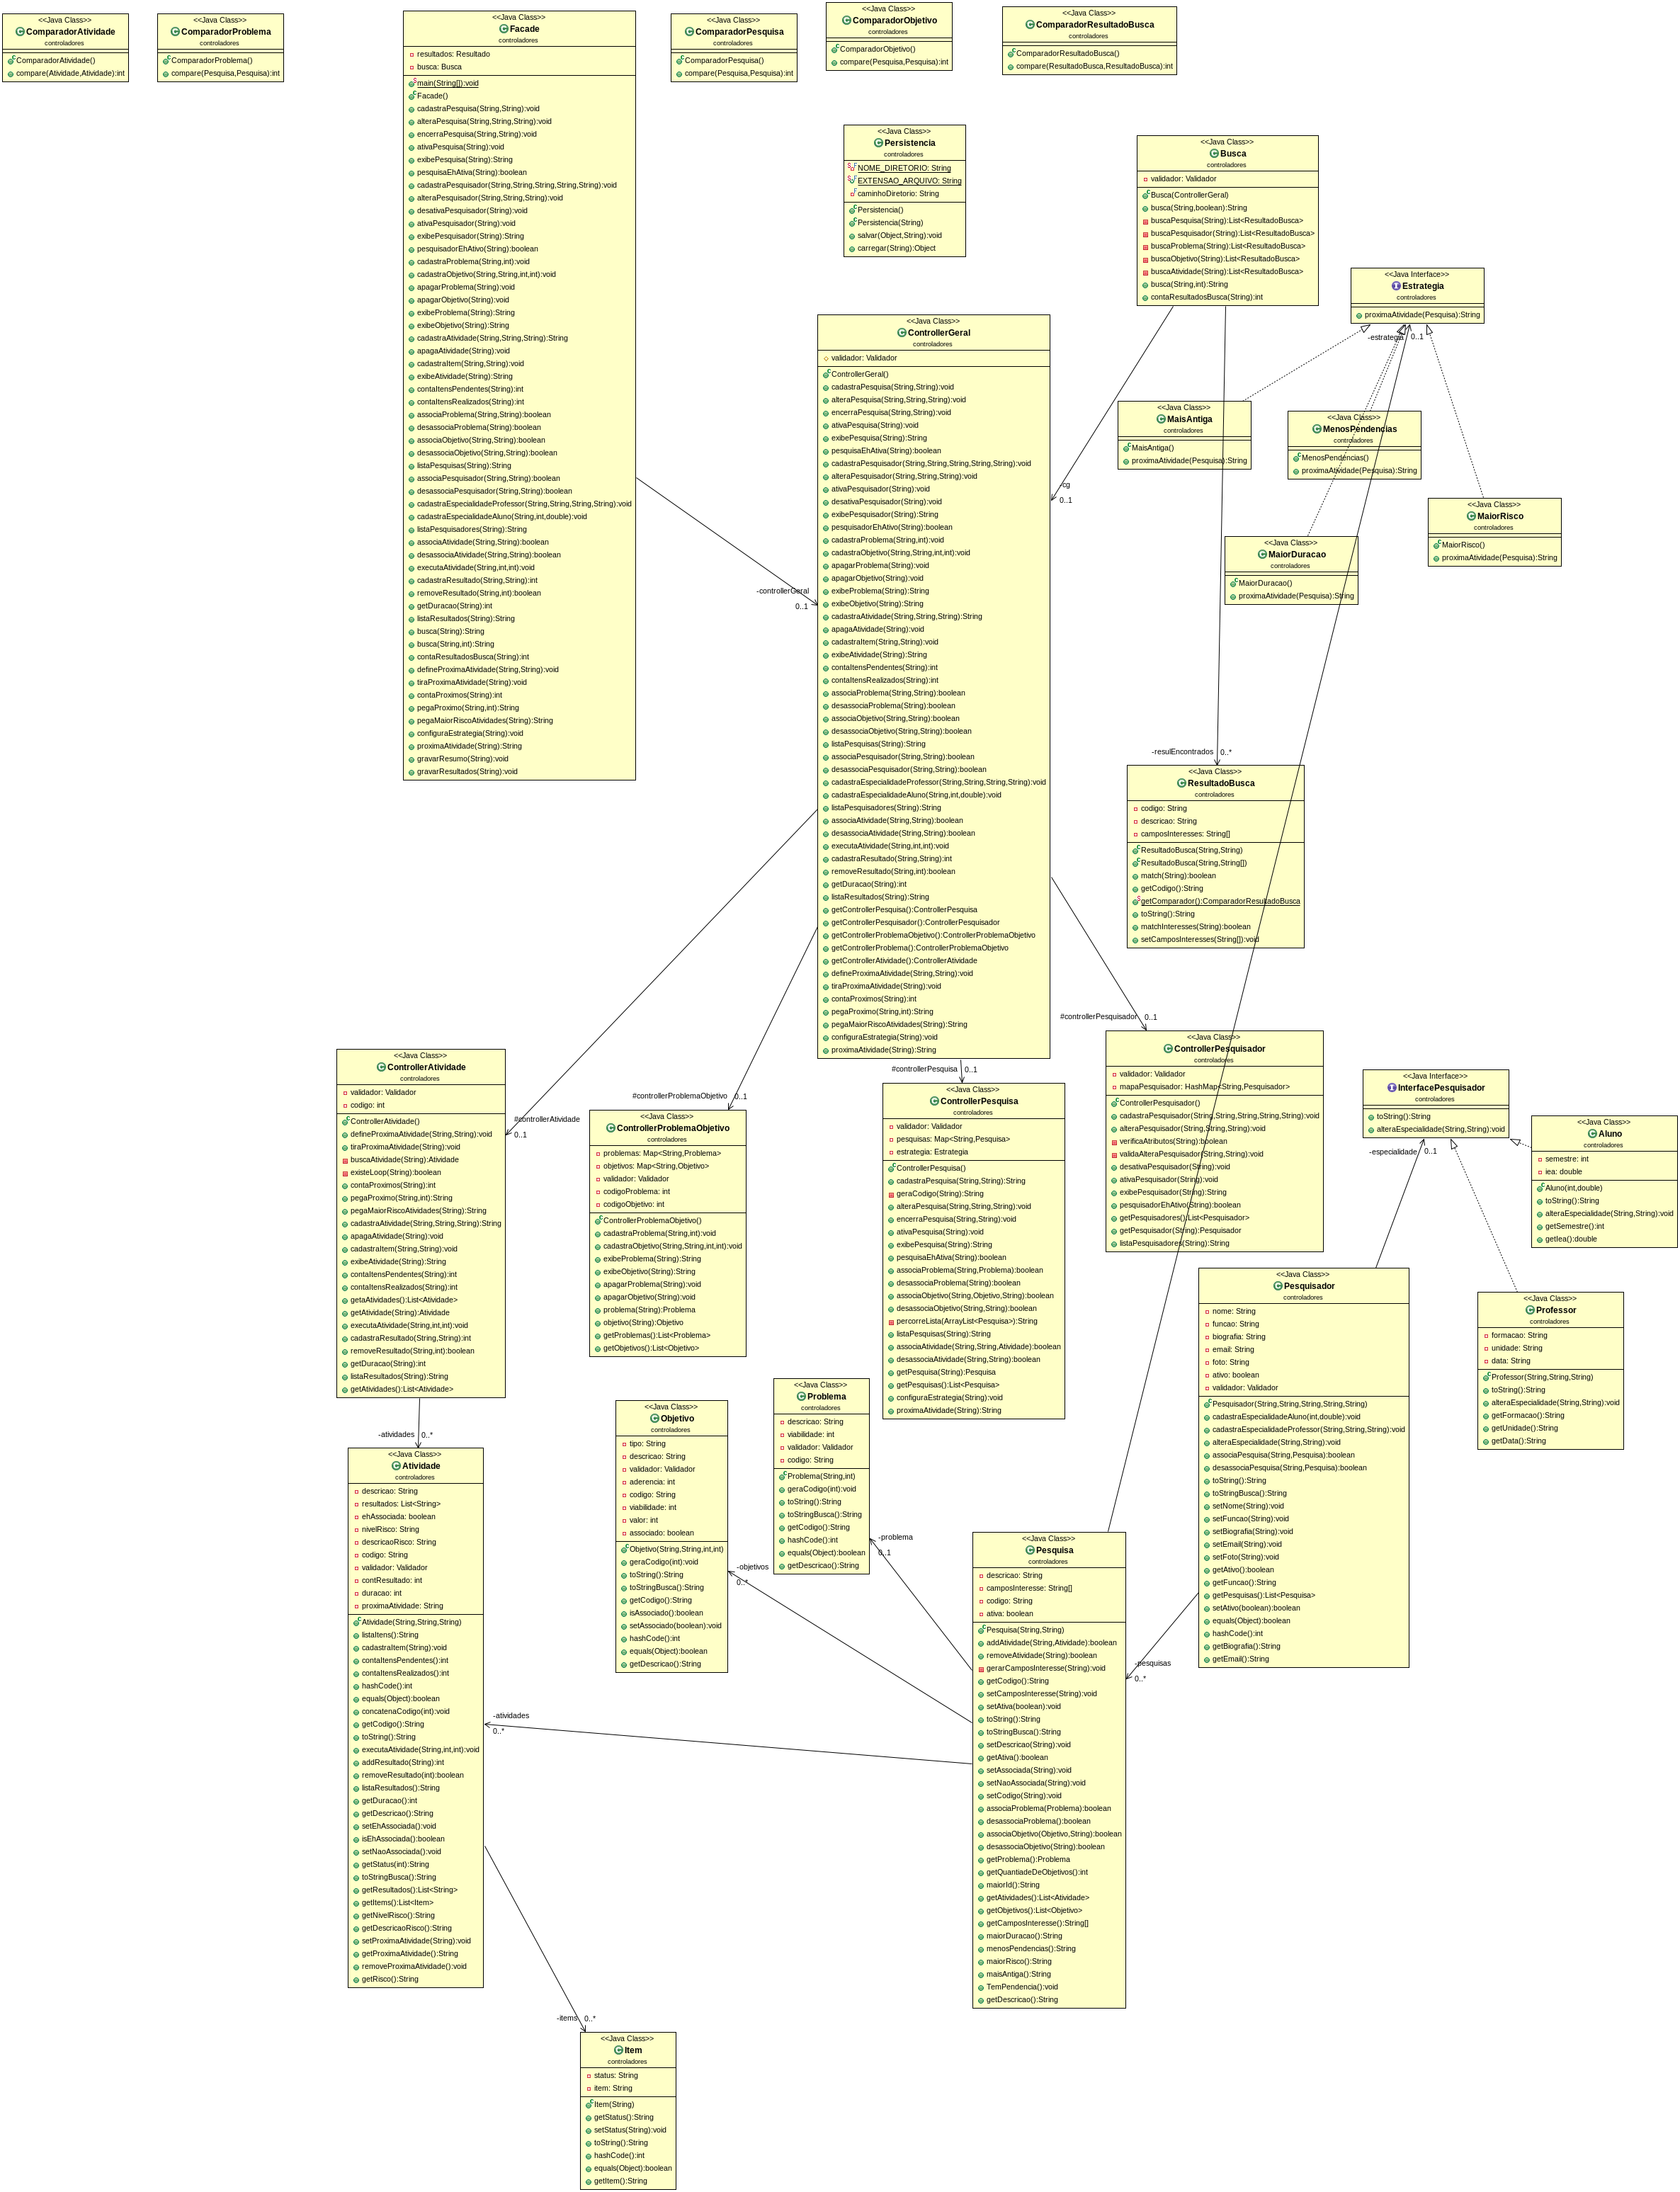 <<Java Class>>
ComparadorAtividade
controladores
ComparadorAtividade()
compare(Atividade,Atividade):int
<<Java Class>>
ComparadorProblema
controladores
ComparadorProblema()
compare(Pesquisa,Pesquisa):int
<<Java Class>>
Facade
controladores
resultados: Resultado
busca: Busca
main(String[]):void
Facade()
cadastraPesquisa(String,String):void
alteraPesquisa(String,String,String):void
encerraPesquisa(String,String):void
ativaPesquisa(String):void
exibePesquisa(String):String
pesquisaEhAtiva(String):boolean
cadastraPesquisador(String,String,String,String,String):void
alteraPesquisador(String,String,String):void
desativaPesquisador(String):void
ativaPesquisador(String):void
exibePesquisador(String):String
pesquisadorEhAtivo(String):boolean
cadastraProblema(String,int):void
cadastraObjetivo(String,String,int,int):void
apagarProblema(String):void
apagarObjetivo(String):void
exibeProblema(String):String
exibeObjetivo(String):String
cadastraAtividade(String,String,String):String
apagaAtividade(String):void
cadastraItem(String,String):void
exibeAtividade(String):String
contaItensPendentes(String):int
contaItensRealizados(String):int
associaProblema(String,String):boolean
desassociaProblema(String):boolean
associaObjetivo(String,String):boolean
desassociaObjetivo(String,String):boolean
listaPesquisas(String):String
associaPesquisador(String,String):boolean
desassociaPesquisador(String,String):boolean
cadastraEspecialidadeProfessor(String,String,String,String):void
cadastraEspecialidadeAluno(String,int,double):void
listaPesquisadores(String):String
associaAtividade(String,String):boolean
desassociaAtividade(String,String):boolean
executaAtividade(String,int,int):void
cadastraResultado(String,String):int
removeResultado(String,int):boolean
getDuracao(String):int
listaResultados(String):String
busca(String):String
busca(String,int):String
contaResultadosBusca(String):int
defineProximaAtividade(String,String):void
tiraProximaAtividade(String):void
contaProximos(String):int
pegaProximo(String,int):String
pegaMaiorRiscoAtividades(String):String
configuraEstrategia(String):void
proximaAtividade(String):String
gravarResumo(String):void
gravarResultados(String):void
<<Java Class>>
ComparadorPesquisa
controladores
ComparadorPesquisa()
compare(Pesquisa,Pesquisa):int
<<Java Class>>
ComparadorObjetivo
controladores
ComparadorObjetivo()
compare(Pesquisa,Pesquisa):int
<<Java Class>>
ComparadorResultadoBusca
controladores
ComparadorResultadoBusca()
compare(ResultadoBusca,ResultadoBusca):int
<<Java Class>>
Persistencia
controladores
NOME_DIRETORIO: String
EXTENSAO_ARQUIVO: String
caminhoDiretorio: String
Persistencia()
Persistencia(String)
salvar(Object,String):void
carregar(String):Object
<<Java Class>>
Busca
controladores
validador: Validador
Busca(ControllerGeral)
busca(String,boolean):String
buscaPesquisa(String):List<ResultadoBusca>
buscaPesquisador(String):List<ResultadoBusca>
buscaProblema(String):List<ResultadoBusca>
buscaObjetivo(String):List<ResultadoBusca>
buscaAtividade(String):List<ResultadoBusca>
busca(String,int):String
contaResultadosBusca(String):int
<<Java Interface>>
Estrategia
controladores
proximaAtividade(Pesquisa):String
-estrategia
0..1
<<Java Class>>
MaisAntiga
controladores
MaisAntiga()
proximaAtividade(Pesquisa):String
<<Java Class>>
MenosPendencias
controladores
MenosPendencias()
proximaAtividade(Pesquisa):String
<<Java Class>>
MaiorRisco
controladores
MaiorRisco()
proximaAtividade(Pesquisa):String
<<Java Class>>
MaiorDuracao
controladores
MaiorDuracao()
proximaAtividade(Pesquisa):String
-cg
0..1
-controllerGeral
0..1
<<Java Class>>
ControllerGeral
controladores
validador: Validador
ControllerGeral()
cadastraPesquisa(String,String):void
alteraPesquisa(String,String,String):void
encerraPesquisa(String,String):void
ativaPesquisa(String):void
exibePesquisa(String):String
pesquisaEhAtiva(String):boolean
cadastraPesquisador(String,String,String,String,String):void
alteraPesquisador(String,String,String):void
ativaPesquisador(String):void
desativaPesquisador(String):void
exibePesquisador(String):String
pesquisadorEhAtivo(String):boolean
cadastraProblema(String,int):void
cadastraObjetivo(String,String,int,int):void
apagarProblema(String):void
apagarObjetivo(String):void
exibeProblema(String):String
exibeObjetivo(String):String
cadastraAtividade(String,String,String):String
apagaAtividade(String):void
cadastraItem(String,String):void
exibeAtividade(String):String
contaItensPendentes(String):int
contaItensRealizados(String):int
associaProblema(String,String):boolean
desassociaProblema(String):boolean
associaObjetivo(String,String):boolean
desassociaObjetivo(String,String):boolean
listaPesquisas(String):String
associaPesquisador(String,String):boolean
desassociaPesquisador(String,String):boolean
cadastraEspecialidadeProfessor(String,String,String,String):void
cadastraEspecialidadeAluno(String,int,double):void
listaPesquisadores(String):String
associaAtividade(String,String):boolean
desassociaAtividade(String,String):boolean
executaAtividade(String,int,int):void
cadastraResultado(String,String):int
removeResultado(String,int):boolean
getDuracao(String):int
listaResultados(String):String
getControllerPesquisa():ControllerPesquisa
getControllerPesquisador():ControllerPesquisador
getControllerProblemaObjetivo():ControllerProblemaObjetivo
getControllerProblema():ControllerProblemaObjetivo
getControllerAtividade():ControllerAtividade
defineProximaAtividade(String,String):void
tiraProximaAtividade(String):void
contaProximos(String):int
pegaProximo(String,int):String
pegaMaiorRiscoAtividades(String):String
configuraEstrategia(String):void
proximaAtividade(String):String
-resulEncontrados
0..*
<<Java Class>>
ResultadoBusca
controladores
codigo: String
descricao: String
camposInteresses: String[]
ResultadoBusca(String,String)
ResultadoBusca(String,String[])
match(String):boolean
getCodigo():String
getComparador():ComparadorResultadoBusca
toString():String
matchInteresses(String):boolean
setCamposInteresses(String[]):void
#controllerPesquisador
0..1
#controllerPesquisa
0..1
#controllerProblemaObjetivo
0..1
#controllerAtividade
0..1
<<Java Class>>
ControllerAtividade
controladores
validador: Validador
codigo: int
ControllerAtividade()
defineProximaAtividade(String,String):void
tiraProximaAtividade(String):void
buscaAtividade(String):Atividade
existeLoop(String):boolean
contaProximos(String):int
pegaProximo(String,int):String
pegaMaiorRiscoAtividades(String):String
cadastraAtividade(String,String,String):String
apagaAtividade(String):void
cadastraItem(String,String):void
exibeAtividade(String):String
contaItensPendentes(String):int
contaItensRealizados(String):int
getaAtividades():List<Atividade>
getAtividade(String):Atividade
executaAtividade(String,int,int):void
cadastraResultado(String,String):int
removeResultado(String,int):boolean
getDuracao(String):int
listaResultados(String):String
getAtividades():List<Atividade>
<<Java Class>>
ControllerProblemaObjetivo
controladores
problemas: Map<String,Problema>
objetivos: Map<String,Objetivo>
validador: Validador
codigoProblema: int
codigoObjetivo: int
ControllerProblemaObjetivo()
cadastraProblema(String,int):void
cadastraObjetivo(String,String,int,int):void
exibeProblema(String):String
exibeObjetivo(String):String
apagarProblema(String):void
apagarObjetivo(String):void
problema(String):Problema
objetivo(String):Objetivo
getProblemas():List<Problema>
getObjetivos():List<Objetivo>
<<Java Class>>
ControllerPesquisa
controladores
validador: Validador
pesquisas: Map<String,Pesquisa>
estrategia: Estrategia
ControllerPesquisa()
cadastraPesquisa(String,String):String
geraCodigo(String):String
alteraPesquisa(String,String,String):void
encerraPesquisa(String,String):void
ativaPesquisa(String):void
exibePesquisa(String):String
pesquisaEhAtiva(String):boolean
associaProblema(String,Problema):boolean
desassociaProblema(String):boolean
associaObjetivo(String,Objetivo,String):boolean
desassociaObjetivo(String,String):boolean
percorreLista(ArrayList<Pesquisa>):String
listaPesquisas(String):String
associaAtividade(String,String,Atividade):boolean
desassociaAtividade(String,String):boolean
getPesquisa(String):Pesquisa
getPesquisas():List<Pesquisa>
configuraEstrategia(String):void
proximaAtividade(String):String
<<Java Class>>
ControllerPesquisador
controladores
validador: Validador
mapaPesquisador: HashMap<String,Pesquisador>
ControllerPesquisador()
cadastraPesquisador(String,String,String,String,String):void
alteraPesquisador(String,String,String):void
verificaAtributos(String):boolean
validaAlteraPesquisador(String,String):void
desativaPesquisador(String):void
ativaPesquisador(String):void
exibePesquisador(String):String
pesquisadorEhAtivo(String):boolean
getPesquisadores():List<Pesquisador>
getPesquisador(String):Pesquisador
listaPesquisadores(String):String
<<Java Interface>>
InterfacePesquisador
controladores
toString():String
alteraEspecialidade(String,String):void
-especialidade
0..1
<<Java Class>>
Aluno
controladores
semestre: int
iea: double
Aluno(int,double)
toString():String
alteraEspecialidade(String,String):void
getSemestre():int
getIea():double
<<Java Class>>
Professor
controladores
formacao: String
unidade: String
data: String
Professor(String,String,String)
toString():String
alteraEspecialidade(String,String):void
getFormacao():String
getUnidade():String
getData():String
<<Java Class>>
Pesquisador
controladores
nome: String
funcao: String
biografia: String
email: String
foto: String
ativo: boolean
validador: Validador
Pesquisador(String,String,String,String,String)
cadastraEspecialidadeAluno(int,double):void
cadastraEspecialidadeProfessor(String,String,String):void
alteraEspecialidade(String,String):void
associaPesquisa(String,Pesquisa):boolean
desassociaPesquisa(String,Pesquisa):boolean
toString():String
toStringBusca():String
setNome(String):void
setFuncao(String):void
setBiografia(String):void
setEmail(String):void
setFoto(String):void
getAtivo():boolean
getFuncao():String
getPesquisas():List<Pesquisa>
setAtivo(boolean):boolean
equals(Object):boolean
hashCode():int
getBiografia():String
getEmail():String
-pesquisas
0..*
<<Java Class>>
Problema
controladores
descricao: String
viabilidade: int
validador: Validador
codigo: String
Problema(String,int)
geraCodigo(int):void
toString():String
toStringBusca():String
getCodigo():String
hashCode():int
equals(Object):boolean
getDescricao():String
-problema
0..1
<<Java Class>>
Objetivo
controladores
tipo: String
descricao: String
validador: Validador
aderencia: int
codigo: String
viabilidade: int
valor: int
associado: boolean
Objetivo(String,String,int,int)
geraCodigo(int):void
toString():String
toStringBusca():String
getCodigo():String
isAssociado():boolean
setAssociado(boolean):void
hashCode():int
equals(Object):boolean
getDescricao():String
-objetivos
0..*
-atividades
0..*
<<Java Class>>
Atividade
controladores
descricao: String
resultados: List<String>
ehAssociada: boolean
nivelRisco: String
descricaoRisco: String
codigo: String
validador: Validador
contResultado: int
duracao: int
proximaAtividade: String
Atividade(String,String,String)
listaItens():String
cadastraItem(String):void
contaItensPendentes():int
contaItensRealizados():int
hashCode():int
equals(Object):boolean
concatenaCodigo(int):void
getCodigo():String
toString():String
executaAtividade(String,int,int):void
addResultado(String):int
removeResultado(int):boolean
listaResultados():String
getDuracao():int
getDescricao():String
setEhAssociada():void
isEhAssociada():boolean
setNaoAssociada():void
getStatus(int):String
toStringBusca():String
getResultados():List<String>
getItems():List<Item>
getNivelRisco():String
getDescricaoRisco():String
setProximaAtividade(String):void
getProximaAtividade():String
removeProximaAtividade():void
getRisco():String
-atividades
0..*
<<Java Class>>
Pesquisa
controladores
descricao: String
camposInteresse: String[]
codigo: String
ativa: boolean
Pesquisa(String,String)
addAtividade(String,Atividade):boolean
removeAtividade(String):boolean
gerarCamposInteresse(String):void
getCodigo():String
setCamposInteresse(String):void
setAtiva(boolean):void
toString():String
toStringBusca():String
setDescricao(String):void
getAtiva():boolean
setAssociada(String):void
setNaoAssociada(String):void
setCodigo(String):void
associaProblema(Problema):boolean
desassociaProblema():boolean
associaObjetivo(Objetivo,String):boolean
desassociaObjetivo(String):boolean
getProblema():Problema
getQuantiadeDeObjetivos():int
maiorId():String
getAtividades():List<Atividade>
getObjetivos():List<Objetivo>
getCamposInteresse():String[]
maiorDuracao():String
menosPendencias():String
maiorRisco():String
maisAntiga():String
TemPendencia():void
getDescricao():String
-items
0..*
<<Java Class>>
Item
controladores
status: String
item: String
Item(String)
getStatus():String
setStatus(String):void
toString():String
hashCode():int
equals(Object):boolean
getItem():String